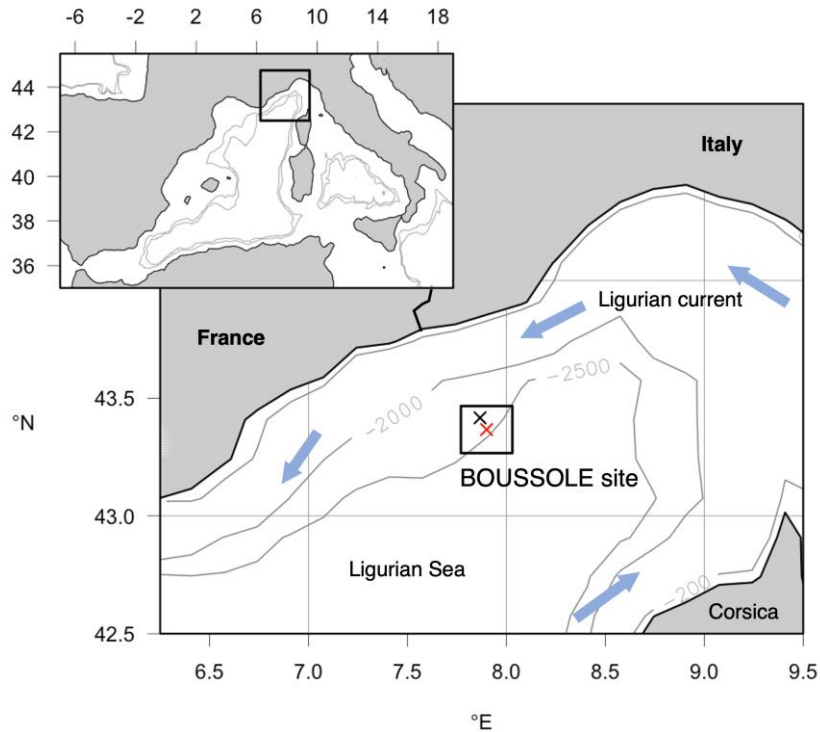 -6 -2 2 6 10 14 18
44
42
40
38
36
Italy
Ligurian current
France
-2500
-2000
43.5
°N
BOUSSOLE site
43.0
Ligurian Sea
-200
Corsica
42.5
6.5 7.0 7.5 8.0 8.5 9.0 9.5
°E